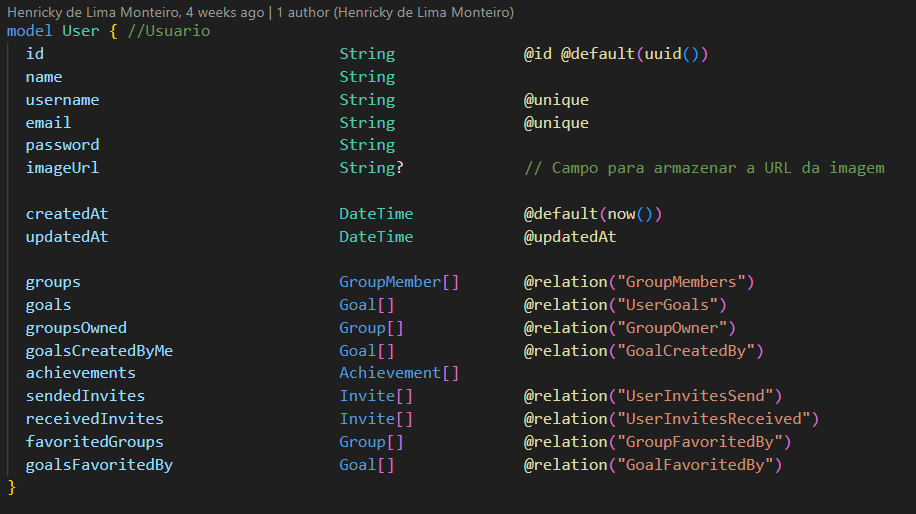 Henricky de Lima Monteiro, 4 weeks ago | 1 author (Henricky de Lima Monteiro)
model User { //Usuario
id String @id @default(uuid())
name String
username String @unique
email String @unique
password String
imageUrl String? // Campo para armazenar a URL da imagem
createdAt DateTime @default(now())
updatedAt DateTime @updatedAt
groups GroupMember[] @relation("GroupMembers")
goals Goal[] @relation("UserGoals")
groupsOwned Group[] @relation("GroupOwner")
goalsCreatedByMe Goal[] @relation("GoalCreatedBy")
achievements Achievement[]
sendedInvites Invite[] @relation("UserInvitesSend")
receivedInvites Invite[] @relation("UserInvitesReceived")
favoritedGroups Group[] @relation("GroupFavoritedBy")
goalsFavoritedBy Goal[] @relation("GoalFavoritedBy")
}